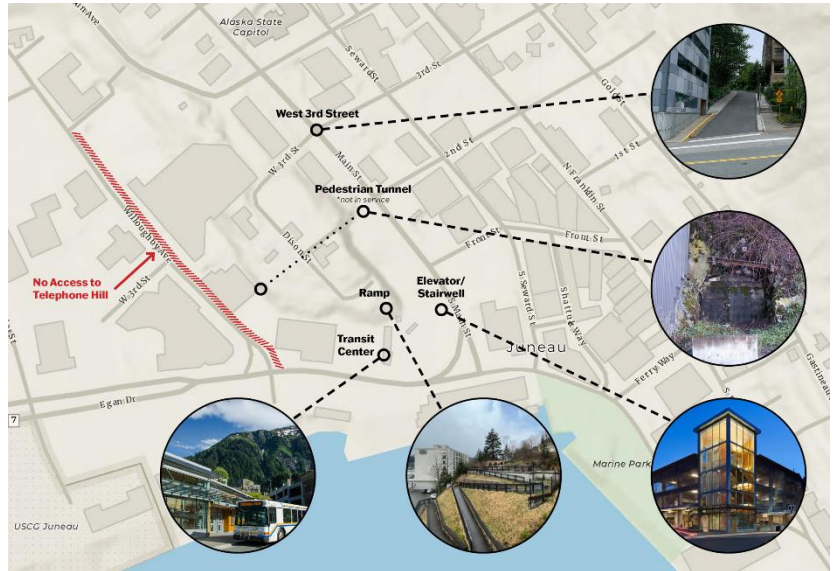 Alaska State
Capitol
Seward St
3rd St
West 3rd Street
Gold St
W. 3rd St
Main St
2nd St
1st St
N. Franklin St
Pedestrian Tunnel
*not in service
Willoughby Ave
Dixon St
Front St
Front St
No Access to
Telephone Hill
W. 3rd St
Ramp
Elevator/
Stairwell
S. Main St
S. Seward St
Shattuck Way
Transit
Center
Juneau
Ferry Way
Egan Dr
7
Marine Park
USCG Juneau